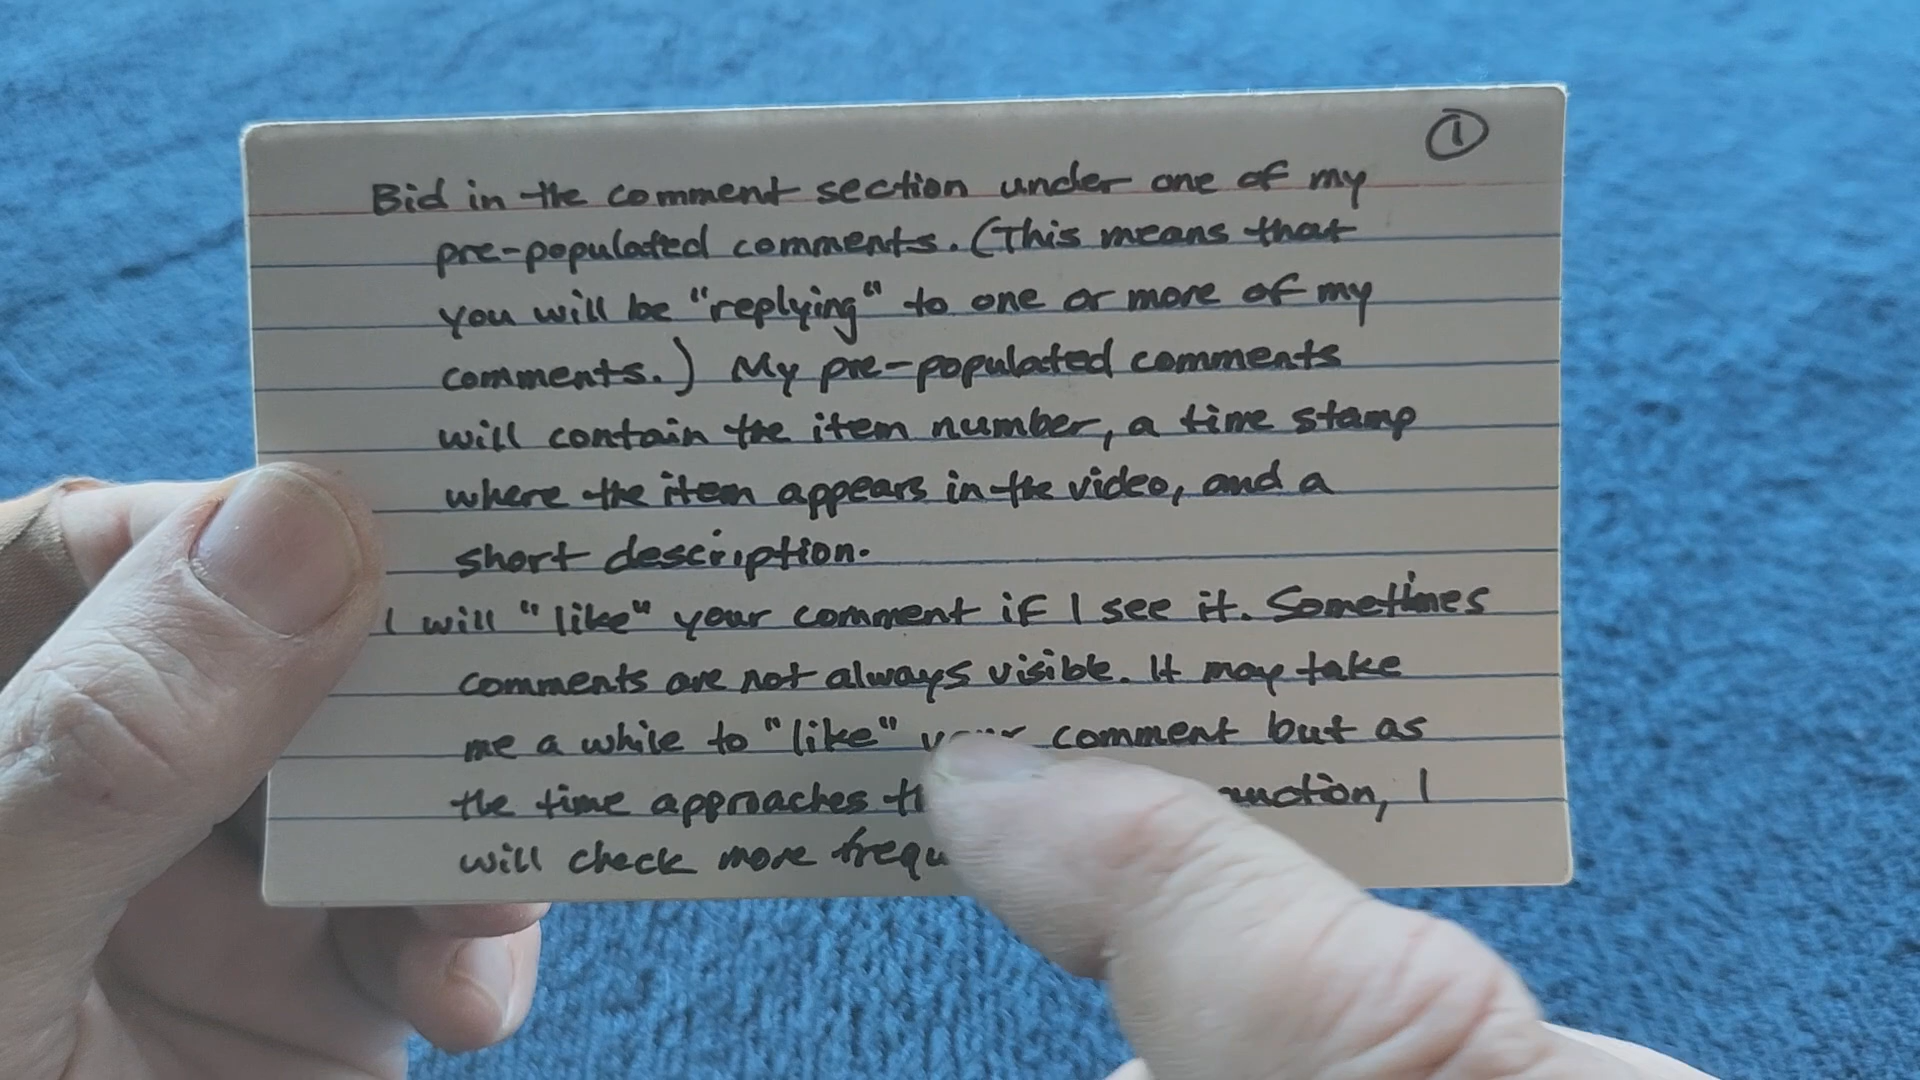 ①
Bid in the comment section under one of my
pre-populated comments. (This means that
you will be "replying" to one or more of my
comments.) My pre-populated comments
will contain the item number, a time stamp
where the item appears in the video, and a
short description.
I will "like" your comment if I see it. Sometimes
comments are not always visible. It may take
me a while to "like" your comment but as
the time approaches auction, I
will check more